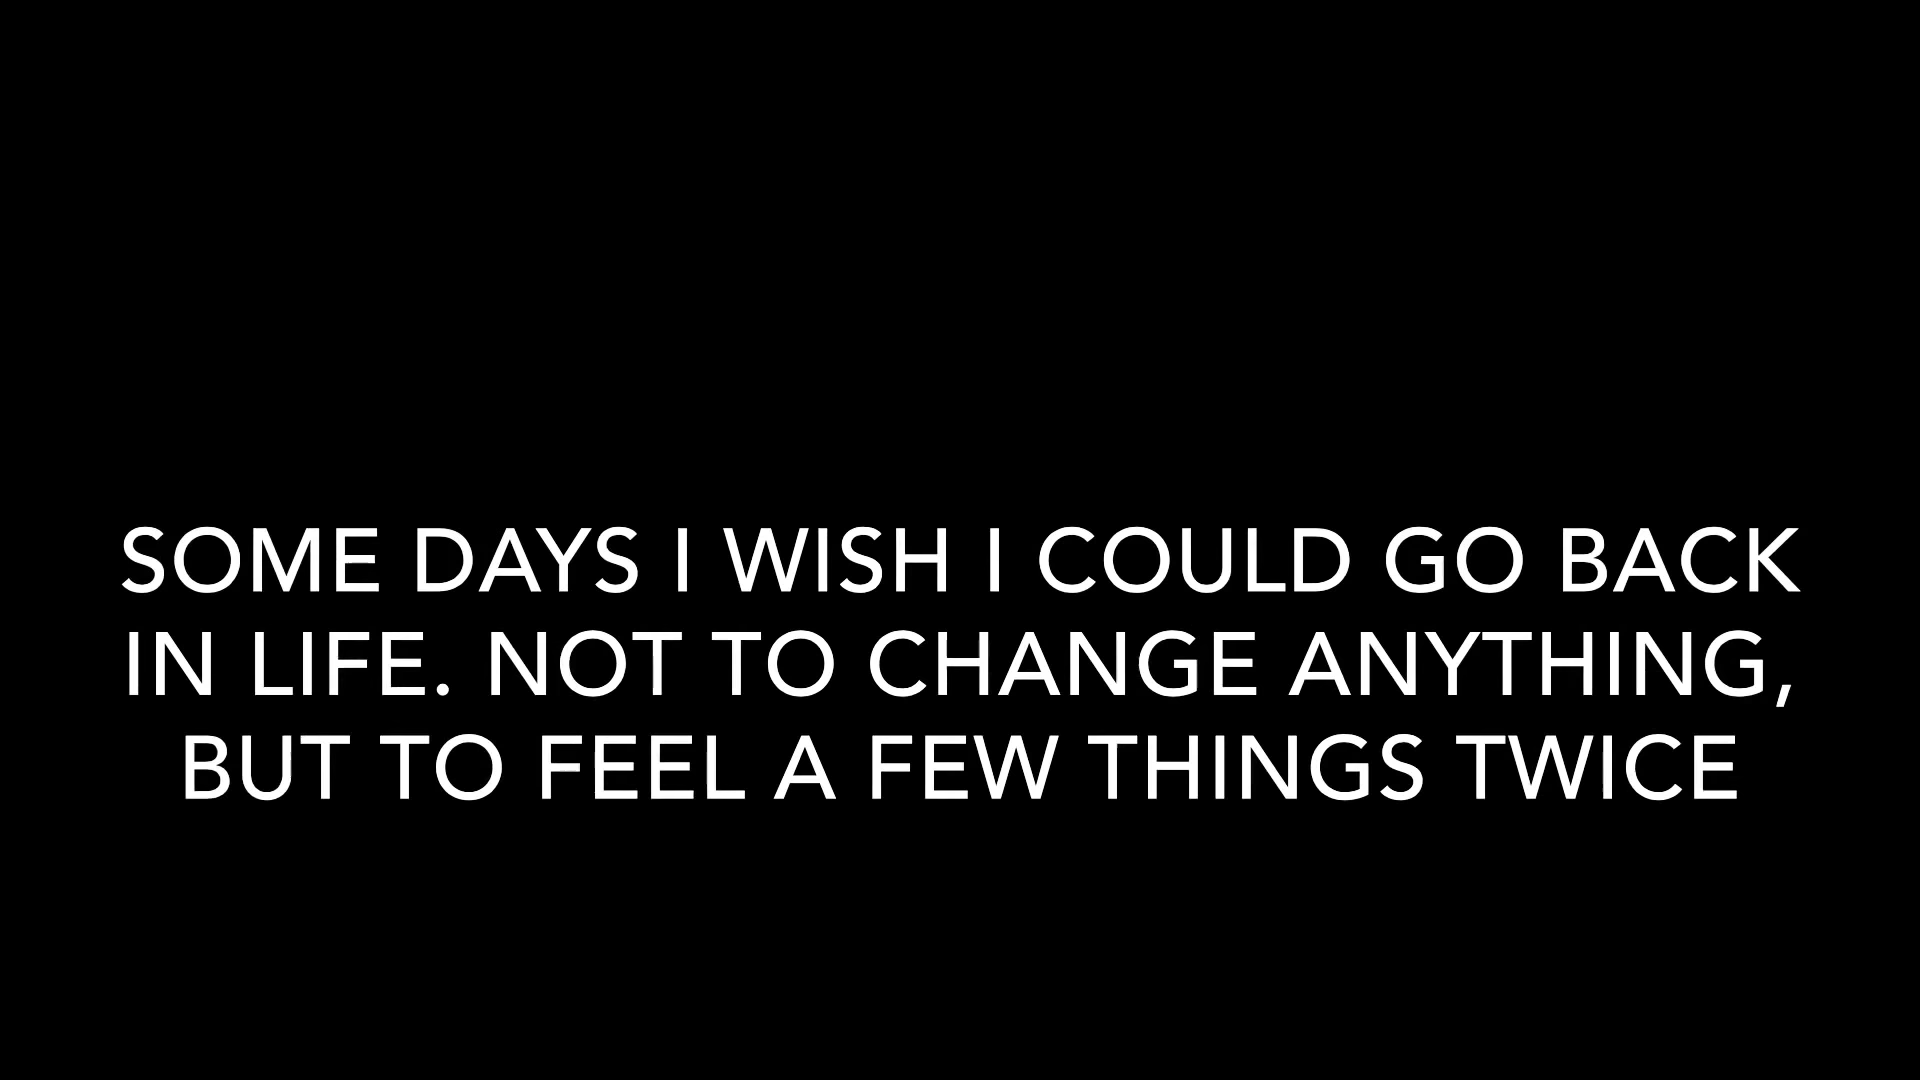 SOME DAYS I WISH I COULD GO BACK
IN LIFE. NOT TO CHANGE ANYTHING,
BUT TO FEEL A FEW THINGS TWICE